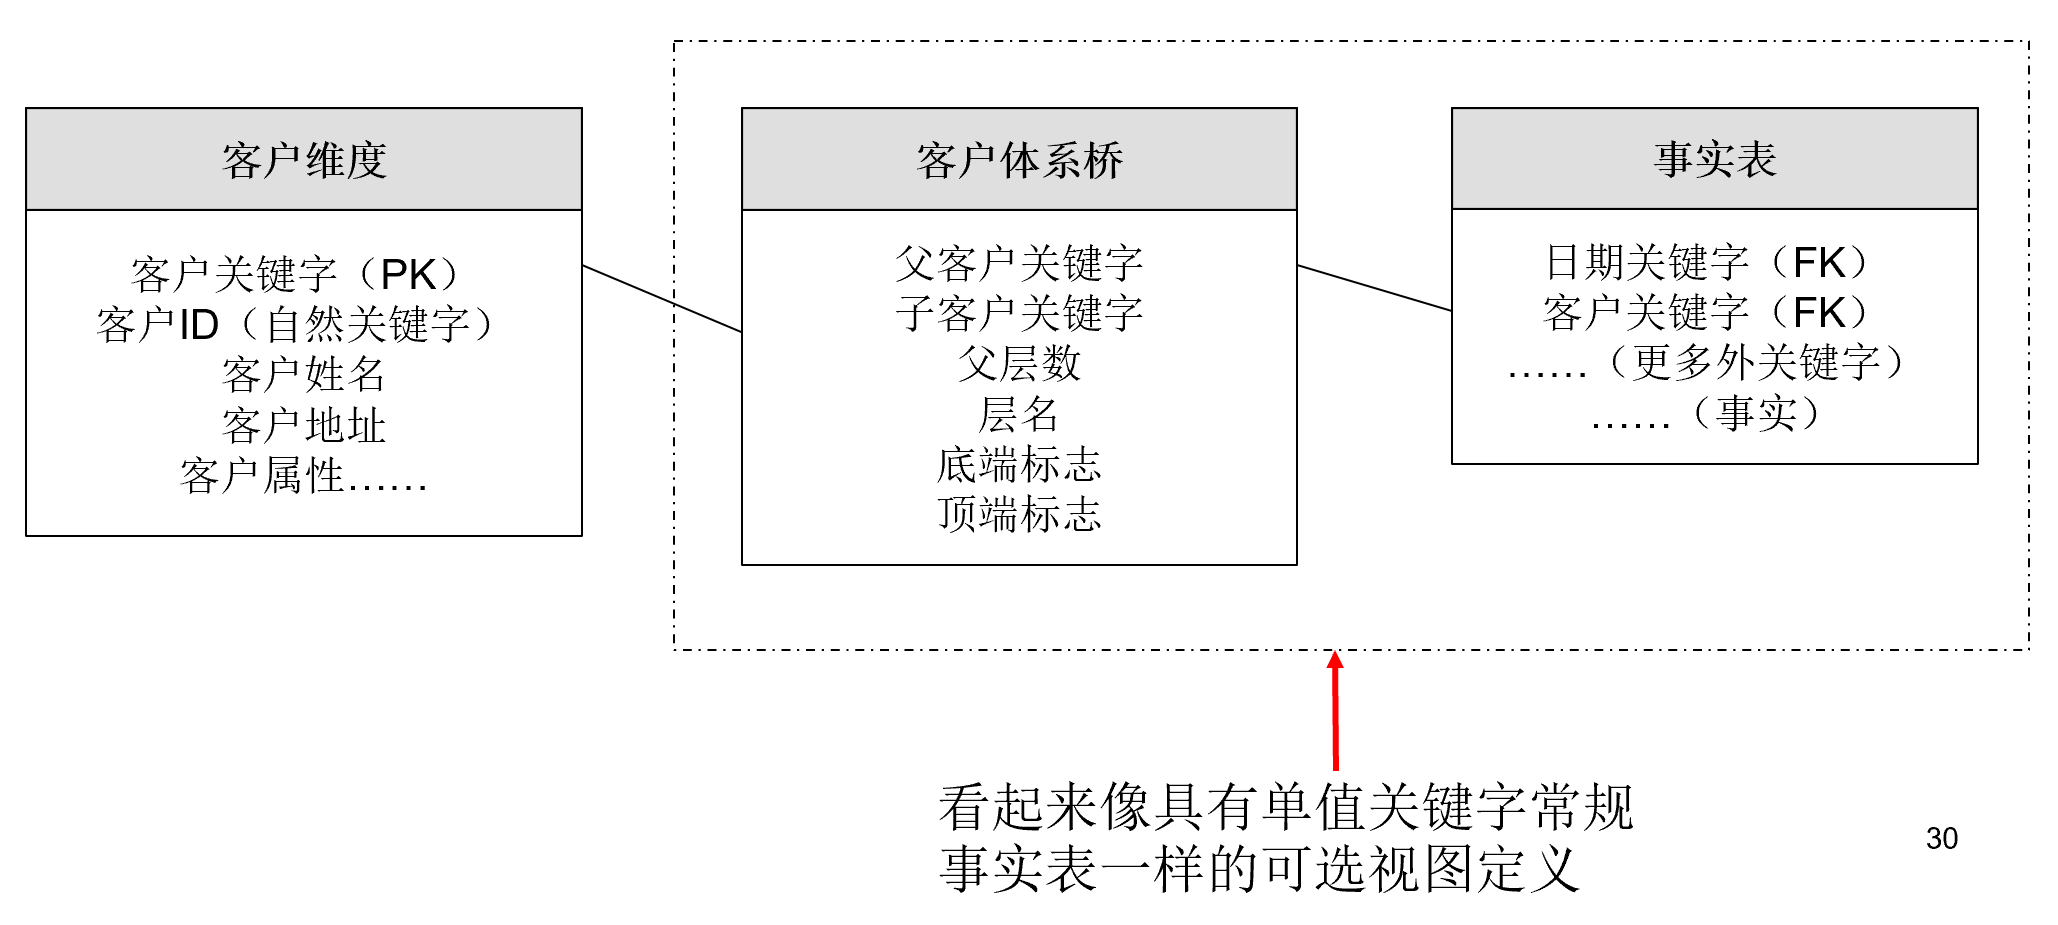 客户维度
客户关键字（PK）
客户ID（自然关键字）
客户姓名
客户地址
客户属性……
客户体系桥
父客户关键字
子客户关键字
父层数
层名
底端标志
顶端标志
事实表
日期关键字（FK）
客户关键字（FK）
……（更多外关键字）
……（事实）
看起来像具有单值关键字常规
事实表一样的可选视图定义
30